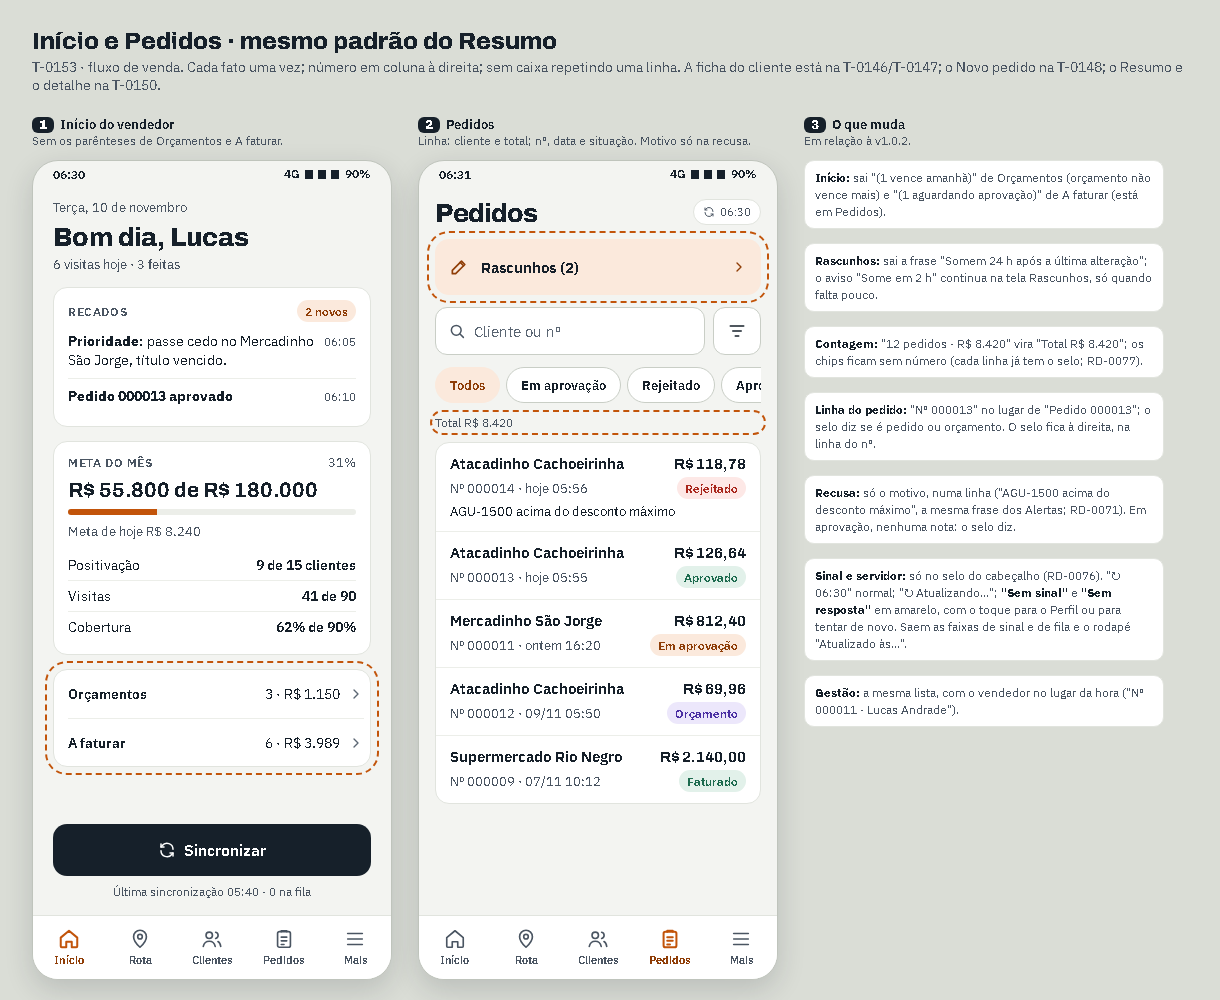 Início e Pedidos · mesmo padrão do Resumo
T-0153 · fluxo de venda. Cada fato uma vez; número em coluna à direita; sem caixa repetindo uma linha. A ficha do cliente está na T-0146/T-0147; o Novo pedido na T-0148; o Resumo e
o detalhe na T-0150.
1 Início do vendedor
Sem os parênteses de Orçamentos e A faturar.
06:30 4G 90%
Terça, 10 de novembro
Bom dia, Lucas
6 visitas hoje · 3 feitas
RECADOS 2 novos
Prioridade: passe cedo no Mercadinho 06:05
São Jorge, título vencido.
Pedido 000013 aprovado 06:10
META DO MÊS 31%
R$ 55.800 de R$ 180.000
Meta de hoje R$ 8.240
Positivação 9 de 15 clientes
Visitas 41 de 90
Cobertura 62% de 90%
Orçamentos 3 · R$ 1.150
A faturar 6 · R$ 3.989
Sincronizar
Última sincronização 05:40 · 0 na fila
Início Rota Clientes Pedidos Mais
2 Pedidos
Linha: cliente e total; nº, data e situação. Motivo só na recusa.
06:31 4G 90%
Pedidos 06:30
Rascunhos (2)
Cliente ou nº
Todos Em aprovação Rejeitado Apro
Total R$ 8.420
Atacadinho Cachoeirinha R$ 118,78
Nº 000014 · hoje 05:56 Rejeitado
AGU-1500 acima do desconto máximo
Atacadinho Cachoeirinha R$ 126,64
Nº 000013 · hoje 05:55 Aprovado
Mercadinho São Jorge R$ 812,40
Nº 000011 · ontem 16:20 Em aprovação
Atacadinho Cachoeirinha R$ 69,96
Nº 000012 · 09/11 05:50 Orçamento
Supermercado Rio Negro R$ 2.140,00
Nº 000009 · 07/11 10:12 Faturado
Início Rota Clientes Pedidos Mais
3 O que muda
Em relação à v1.0.2.
Início: sai "(1 vence amanhã)" de Orçamentos (orçamento não
vence mais) e "(1 aguardando aprovação)" de A faturar (está
em Pedidos).
Rascunhos: sai a frase "Somem 24 h após a última alteração";
o aviso "Some em 2 h" continua na tela Rascunhos, só quando
falta pouco.
Contagem: "12 pedidos · R$ 8.420" vira "Total R$ 8.420"; os
chips ficam sem número (cada linha já tem o selo; RD-0077).
Linha do pedido: "Nº 000013" no lugar de "Pedido 000013"; o
selo diz se é pedido ou orçamento. O selo fica à direita, na
linha do nº.
Recusa: só o motivo, numa linha ("AGU-1500 acima do
desconto máximo", a mesma frase dos Alertas; RD-0071). Em
aprovação, nenhuma nota: o selo diz.
Sinal e servidor: só no selo do cabeçalho (RD-0076). "↻
06:30" normal; "↻ Atualizando…"; "Sem sinal" e "Sem
resposta" em amarelo, com o toque para o Perfil ou para
tentar de novo. Saem as faixas de sinal e de fila e o rodapé
"Atualizado às…".
Gestão: a mesma lista, com o vendedor no lugar da hora ("Nº
000011 · Lucas Andrade").